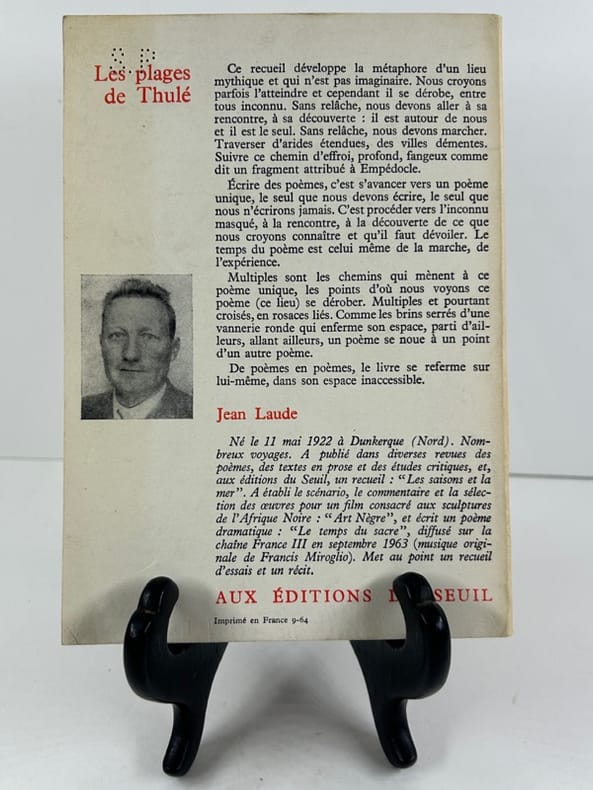 S. P.
Les plages
de Thulé
Ce recueil développe la métaphore d'un lieu
mythique et qui n'est pas imaginaire. Nous croyons
parfois l'atteindre et cependant il se dérobe, entre
tous inconnu. Sans relâche, nous devons aller à sa
rencontre, à sa découverte : il est autour de nous
et il est le seul. Sans relâche, nous devons marcher.
Traverser d'arides étendues, des villes démentes.
Suivre ce chemin d'effroi, profond, fangeux comme
dit un fragment attribué à Empédocle.
Écrire des poèmes, c'est s'avancer vers un poème
unique, le seul que nous devons écrire, le seul que
nous n'écrirons jamais. C'est procéder vers l'inconnu
masqué, à la rencontre, à la découverte de ce que
nous croyons connaître et qu'il faut dévoiler. Le
temps du poème est celui même de la marche, de
l'expérience.
Multiples sont les chemins qui mènent à ce
poème unique, les points d'où nous voyons ce
poème (ce lieu) se dérober. Multiples et pourtant
croisés, en rosaces liés. Comme les brins serrés d'une
vannerie ronde qui enferme son espace, parti d'ail-
leurs, allant ailleurs, un poème se noue à un point
d'un autre poème.
De poèmes en poèmes, le livre se referme sur
lui-même, dans son espace inaccessible.
Jean Laude
Né le 11 mai 1922 à Dunkerque (Nord). Nom-
breux voyages. A publié dans diverses revues des
poèmes, des textes en prose et des études critiques, et,
aux éditions du Seuil, un recueil : "Les saisons et la
mer". A établi le scénario, le commentaire et la sélec-
tion des œuvres pour un film consacré aux sculptures
de l'Afrique Noire : "Art Nègre", et écrit un poème
dramatique : "Le temps du sacre", diffusé sur la
chaîne France III en septembre 1963 (musique origi-
nale de Francis Miroglio). Met au point un recueil
d'essais et un récit.
AUX ÉDITIONS SEUIL
Imprimé en France 9-64